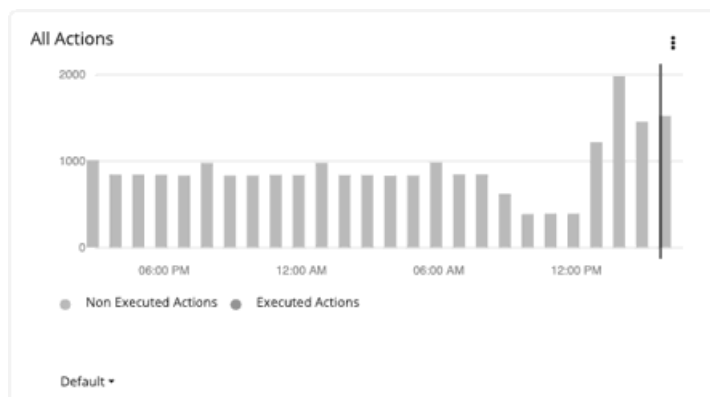 All Actions
2000
1000
0
06:00 PM 12:00 AM 06:00 AM 12:00 PM
Non Executed Actions Executed Actions
Default